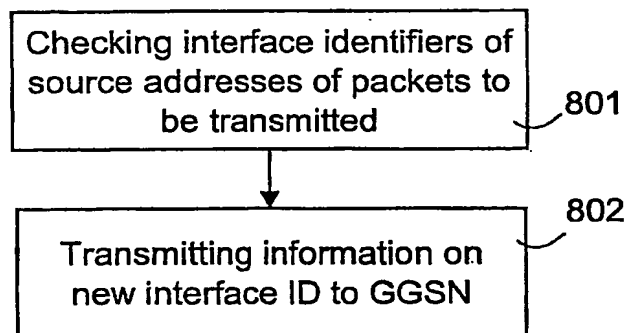 Checking interface identifiers of
source addresses of packets to
be transmitted
801
802
Transmitting information on
new interface ID to GGSN